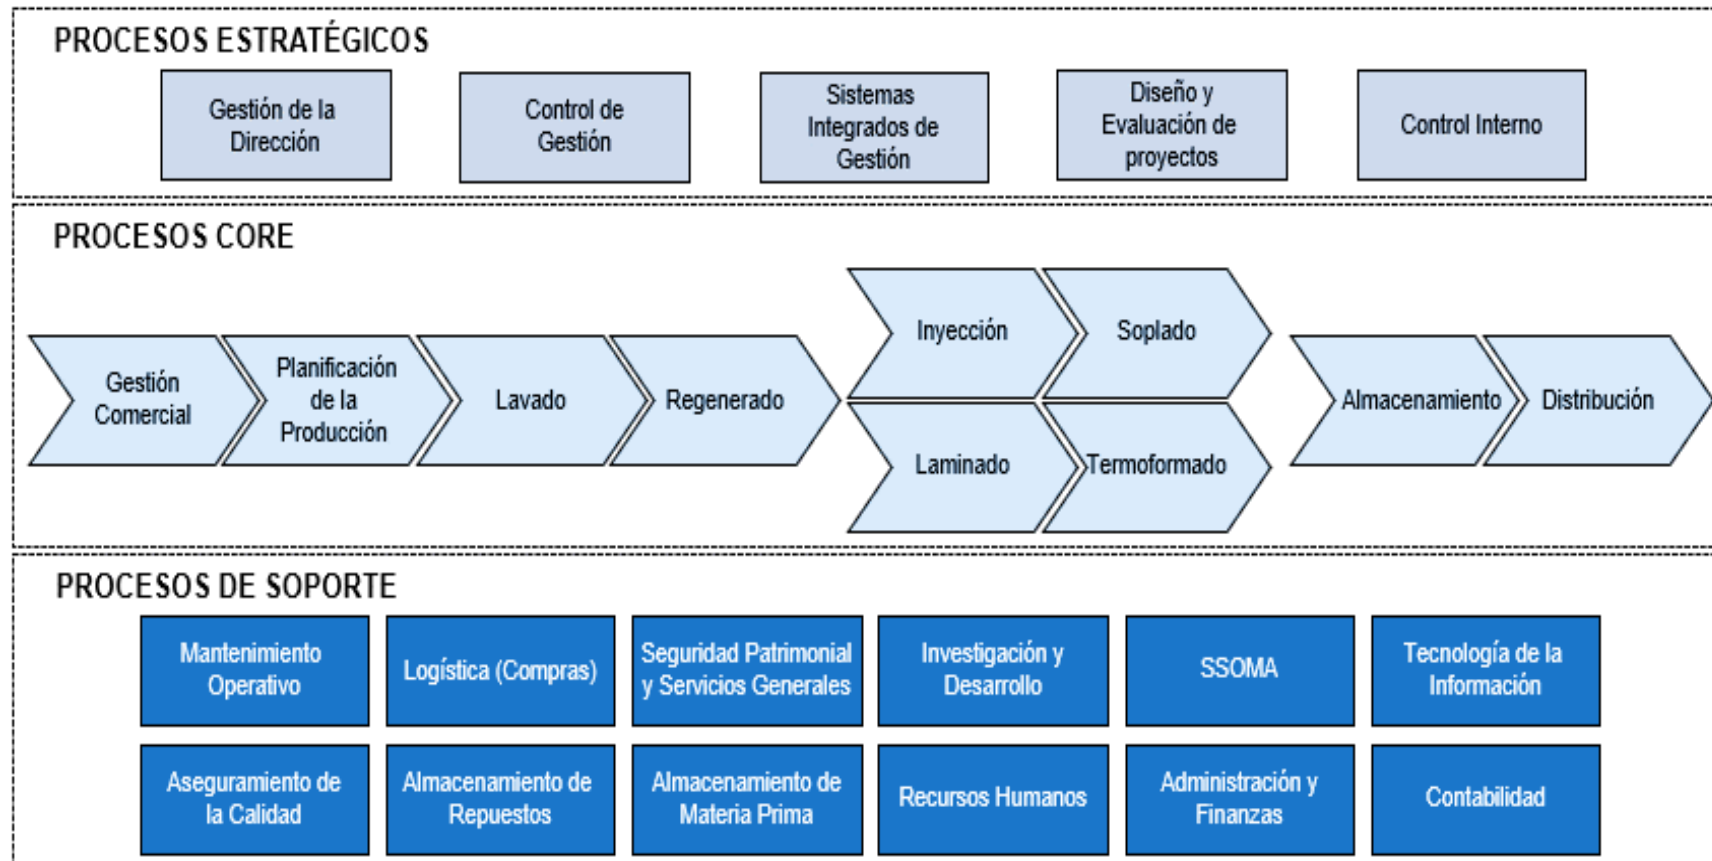 PROCESOS ESTRATÉGICOS
Gestión de la
Dirección
Control de
Gestión
Sistemas
Integrados de
Gestión
Diseño y
Evaluación de
proyectos
Control Interno
PROCESOS CORE
Gestión
Comercial
Planificación
de la
Producción
Lavado
Regenerado
Inyección
Soplado
Laminado
Termoformado
Almacenamiento
Distribución
PROCESOS DE SOPORTE
Mantenimiento
Operativo
Logística (Compras)
Seguridad Patrimonial
y Servicios Generales
Investigación y
Desarrollo
SSOMA
Tecnología de la
Información
Aseguramiento de
la Calidad
Almacenamiento de
Repuestos
Almacenamiento de
Materia Prima
Recursos Humanos
Administración y
Finanzas
Contabilidad